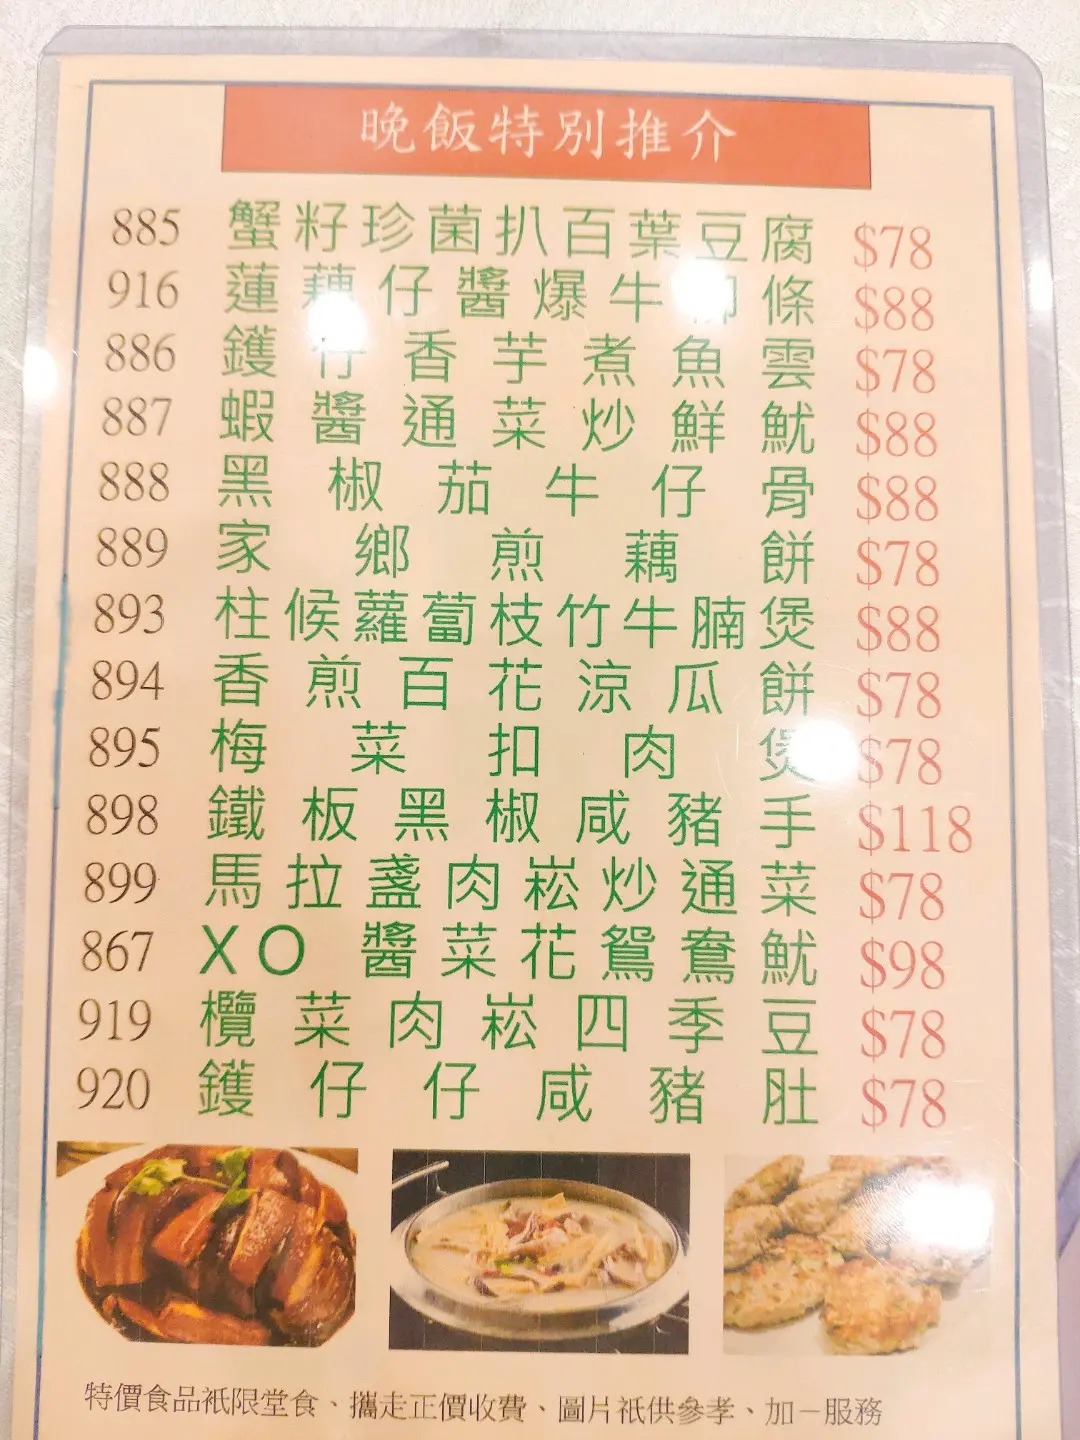 晚飯特別推介
885 蟹籽珍菌扒百葉豆腐 $78
916 蓮藕仔醬爆牛柳條 $88
886 鑊仔香芋煮魚雲 $78
887 蝦醬通菜炒鮮魷 $88
888 黑椒茄牛仔骨 $88
889 家鄉煎藕餅 $78
893 柱候蘿蔔枝竹牛腩煲 $88
894 香煎百花涼瓜餅 $78
895 梅菜扣肉煲 $78
898 鐵板黑椒咸豬手 $118
899 馬拉盞肉崧炒通菜 $78
867 XO 醬菜花鴛鴦魷 $98
919 欖菜肉崧四季豆 $78
920 鑊仔仔咸豬肚 $78
特價食品衹限堂食、攜走正價收費、圖片衹供參孝、加一服務